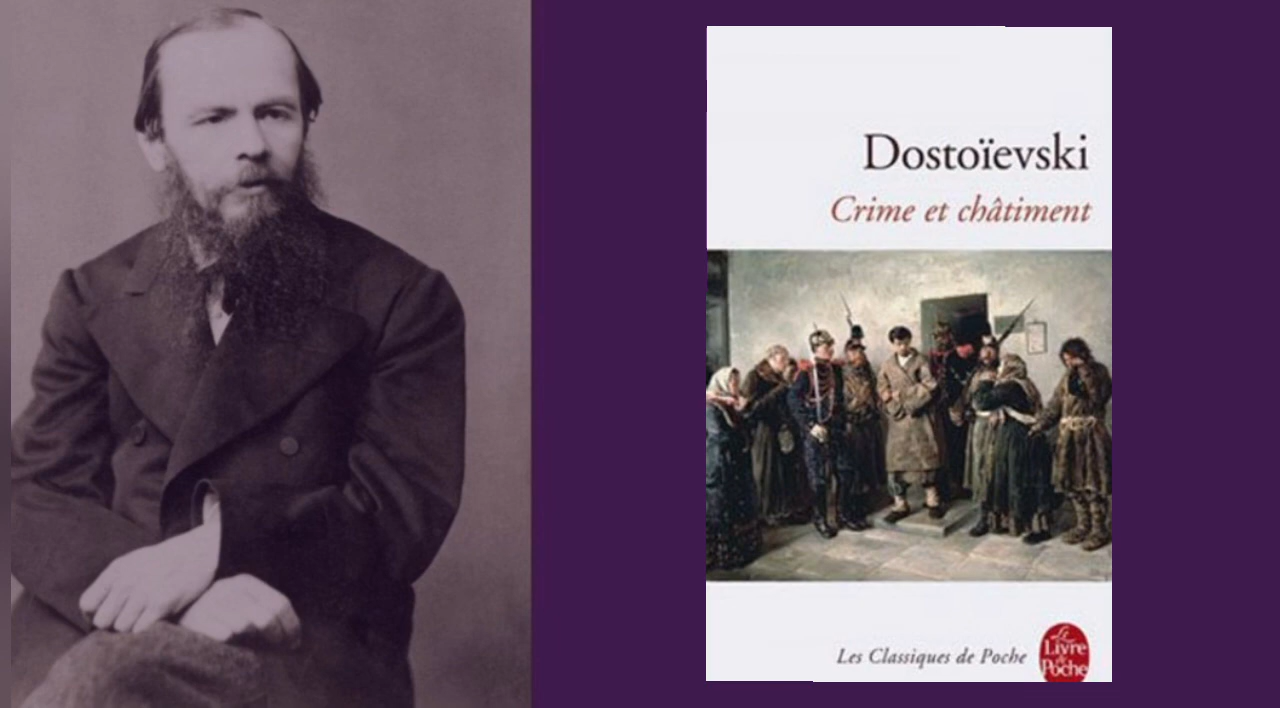 Dostoïevski
Crime et châtiment
Les Classiques de Poche
Le
Livre
de
Poche